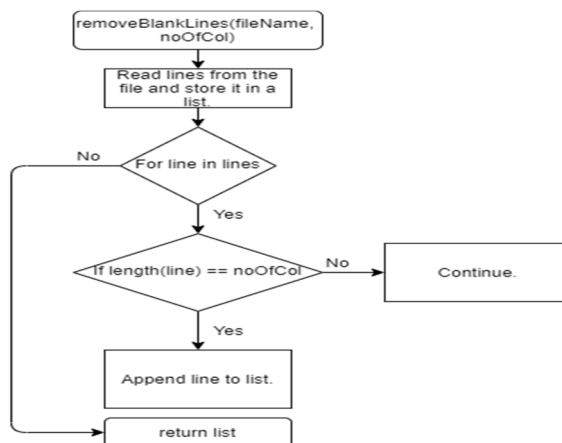 removeBlankLines(fileName,
noOfCol)
Read lines from the
file and store it in a
list.
No
For line in lines
Yes
If length(line) == noOfCol
No
Continue.
Yes
Append line to list.
return list